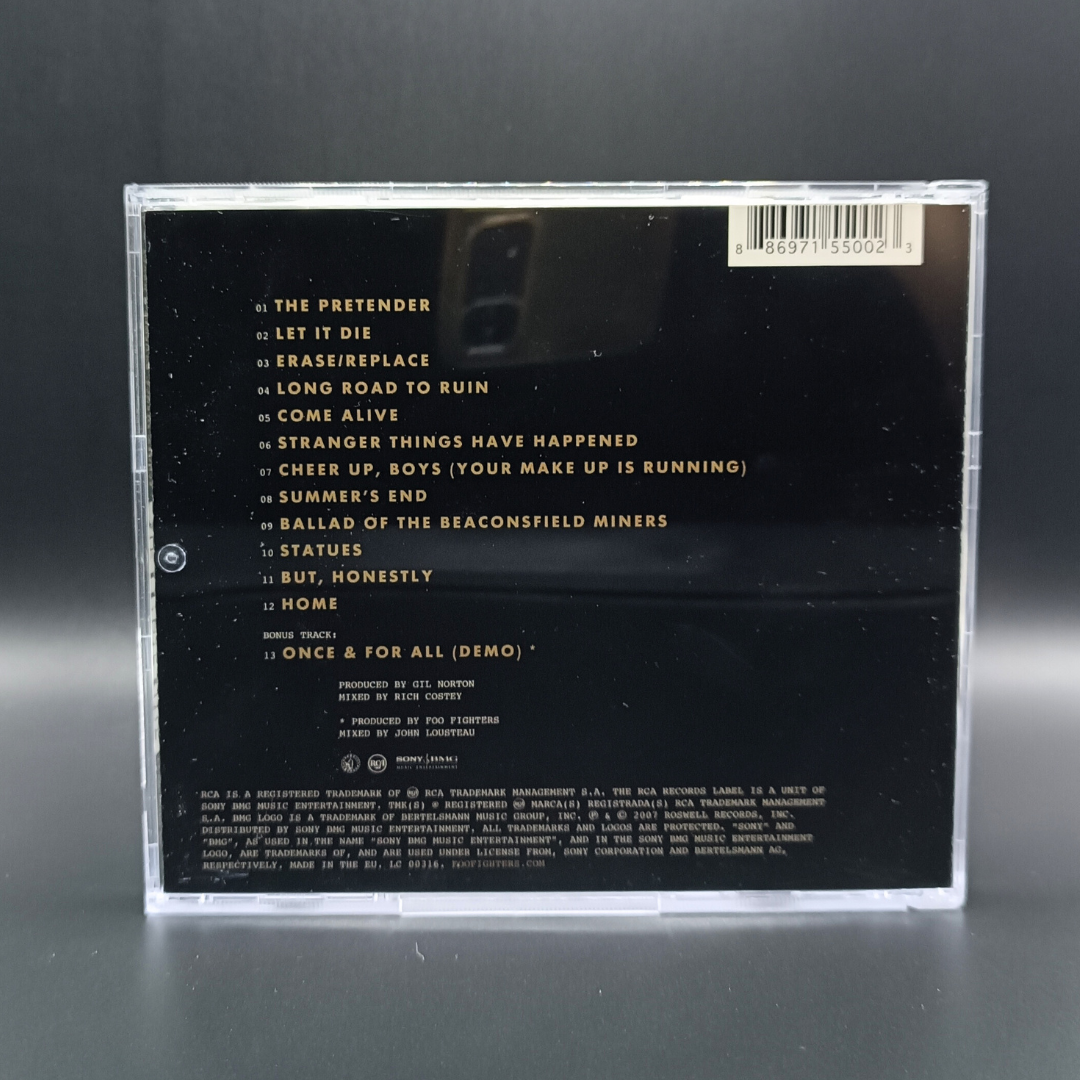 8 86971 55002 3
01 THE PRETENDER
02 LET IT DIE
03 ERASE/REPLACE
04 LONG ROAD TO RUIN
05 COME ALIVE
06 STRANGER THINGS HAVE HAPPENED
07 CHEER UP, BOYS (YOUR MAKE UP IS RUNNING)
08 SUMMER'S END
09 BALLAD OF THE BEACONSFIELD MINERS
10 STATUES
11 BUT, HONESTLY
12 HOME
BONUS TRACK:
13 ONCE & FOR ALL (DEMO) *
PRODUCED BY GIL NORTON
MIXED BY RICH COSTEY
* PRODUCED BY FOO FIGHTERS
MIXED BY JOHN LOUSTEAU
RCA SONY BMG
MUSIC ENTERTAINMENT
RCA IS A REGISTERED TRADEMARK OF RCA TRADEMARK MANAGEMENT S.A. THE RCA RECORDS LABEL IS A UNIT OF
SONY BMG MUSIC ENTERTAINMENT. TMK(S) ® REGISTERED MARCA(S) REGISTRADA(S) RCA TRADEMARK MANAGEMENT
S.A. BMG LOGO IS A TRADEMARK OF BERTELSMANN MUSIC GROUP, INC. ℗ & © 2007 ROSWELL RECORDS, INC.
DISTRIBUTED BY SONY BMG MUSIC ENTERTAINMENT. ALL TRADEMARKS AND LOGOS ARE PROTECTED. "SONY" AND
"BMG", AS USED IN THE NAME "SONY BMG MUSIC ENTERTAINMENT", AND IN THE SONY BMG MUSIC ENTERTAINMENT
LOGO, ARE TRADEMARKS OF, AND ARE USED UNDER LICENSE FROM, SONY CORPORATION AND BERTELSMANN AG,
RESPECTIVELY. MADE IN THE EU. LC 00316. FOOFIGHTERS.COM